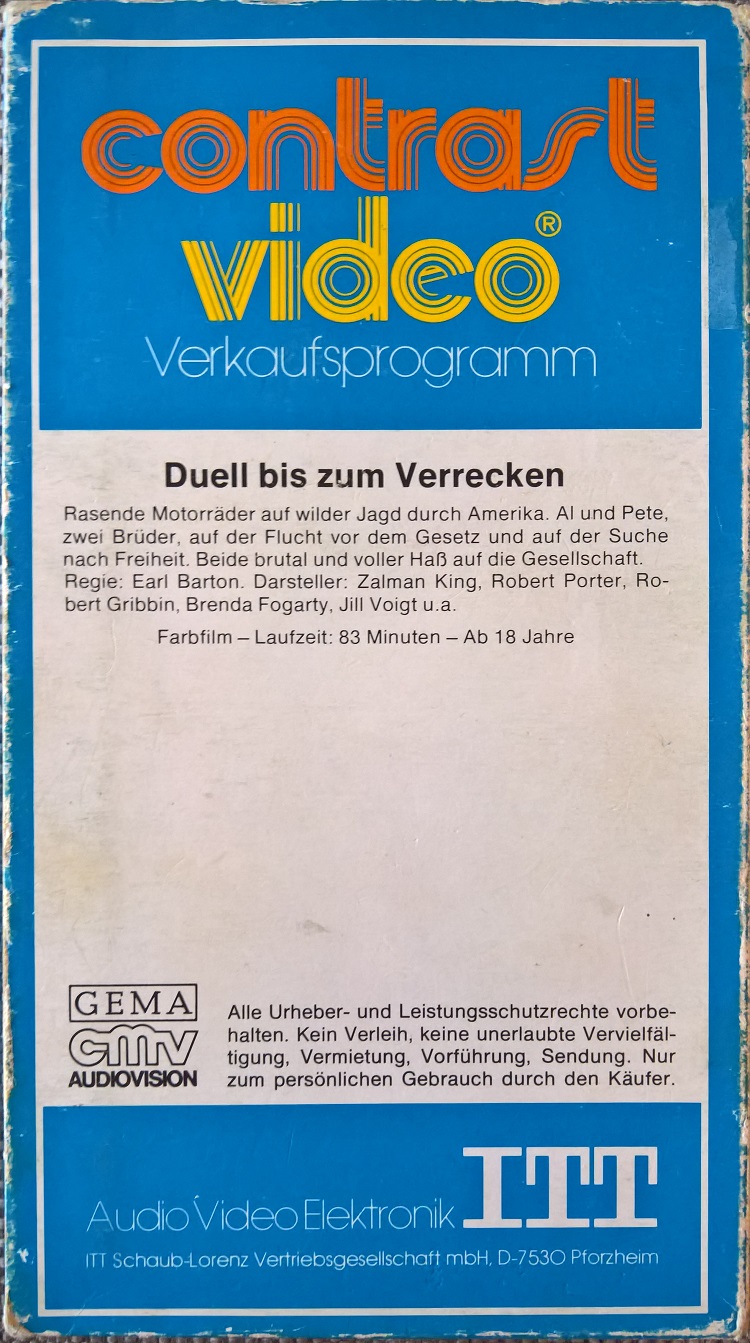 contrast
video®
Verkaufsprogramm
Duell bis zum Verrecken
Rasende Motorräder auf wilder Jagd durch Amerika. Al und Pete,
zwei Brüder, auf der Flucht vor dem Gesetz und auf der Suche
nach Freiheit. Beide brutal und voller Haß auf die Gesellschaft.
Regie: Earl Barton. Darsteller: Zalman King, Robert Porter, Ro-
bert Gribbin, Brenda Fogarty, Jill Voigt u.a.
Farbfilm – Laufzeit: 83 Minuten – Ab 18 Jahre
GEMA
cmv
AUDIOVISION
Alle Urheber- und Leistungsschutzrechte vorbe-
halten. Kein Verleih, keine unerlaubte Vervielfäl-
tigung, Vermietung, Vorführung, Sendung. Nur
zum persönlichen Gebrauch durch den Käufer.
Audio Video Elektronik ITT
ITT Schaub-Lorenz Vertriebsgesellschaft mbH, D-7530 Pforzheim